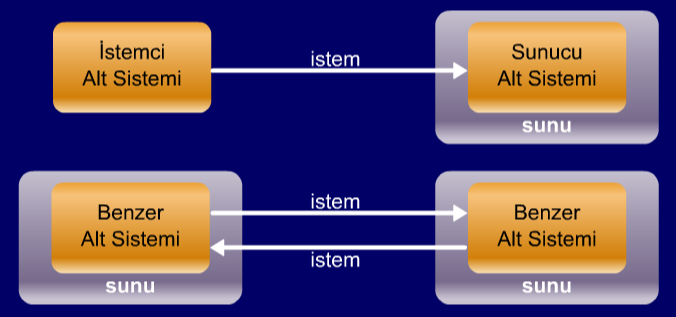 İstemci
Alt Sistemi
istem
Sunucu
Alt Sistemi
sunu
Benzer
Alt Sistemi
sunu
istem
istem
Benzer
Alt Sistemi
sunu